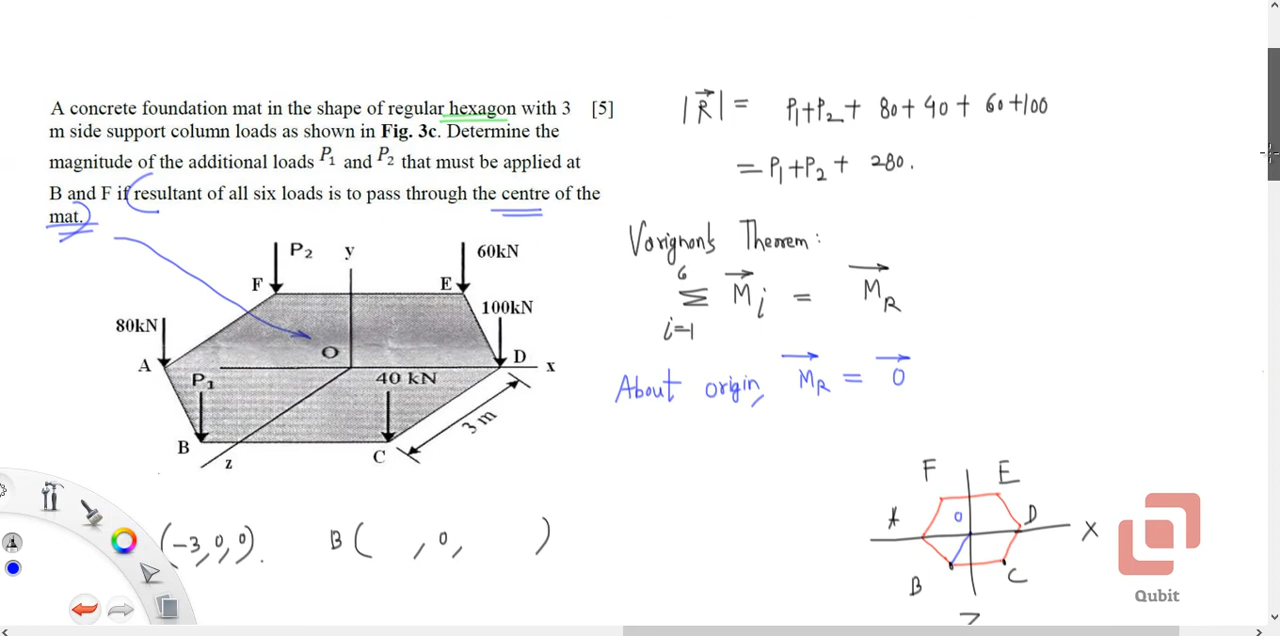 A concrete foundation mat in the shape of regular hexagon with 3 [5]
m side support column loads as shown in Fig. 3c. Determine the
magnitude of the additional loads P₁ and P₂ that must be applied at
B and F if resultant of all six loads is to pass through the centre of the
mat.
P₂ y 60kN
F E
100kN
80kN
O D x
A P₁ 40 kN
3 m
B C
z
(-3,0,0). B( ,0, )
|R⃗| = P₁+P₂+ 80+40+60+100
= P₁+P₂+ 280.
Varignon's Theorem:
6
Σ M⃗i = M⃗R
i=1
About origin, M⃗R = 0⃗
F E
A O D X
B C
Z
Qubit